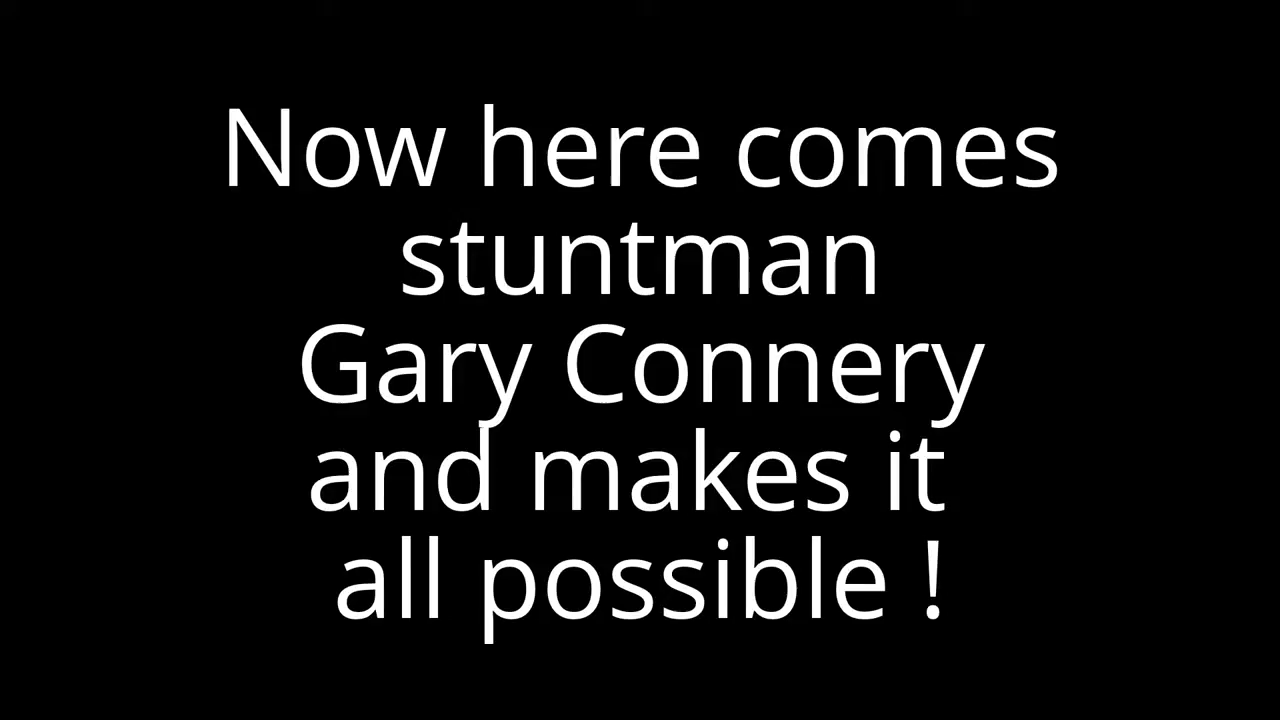 Now here comes
stuntman
Gary Connery
and makes it
all possible !